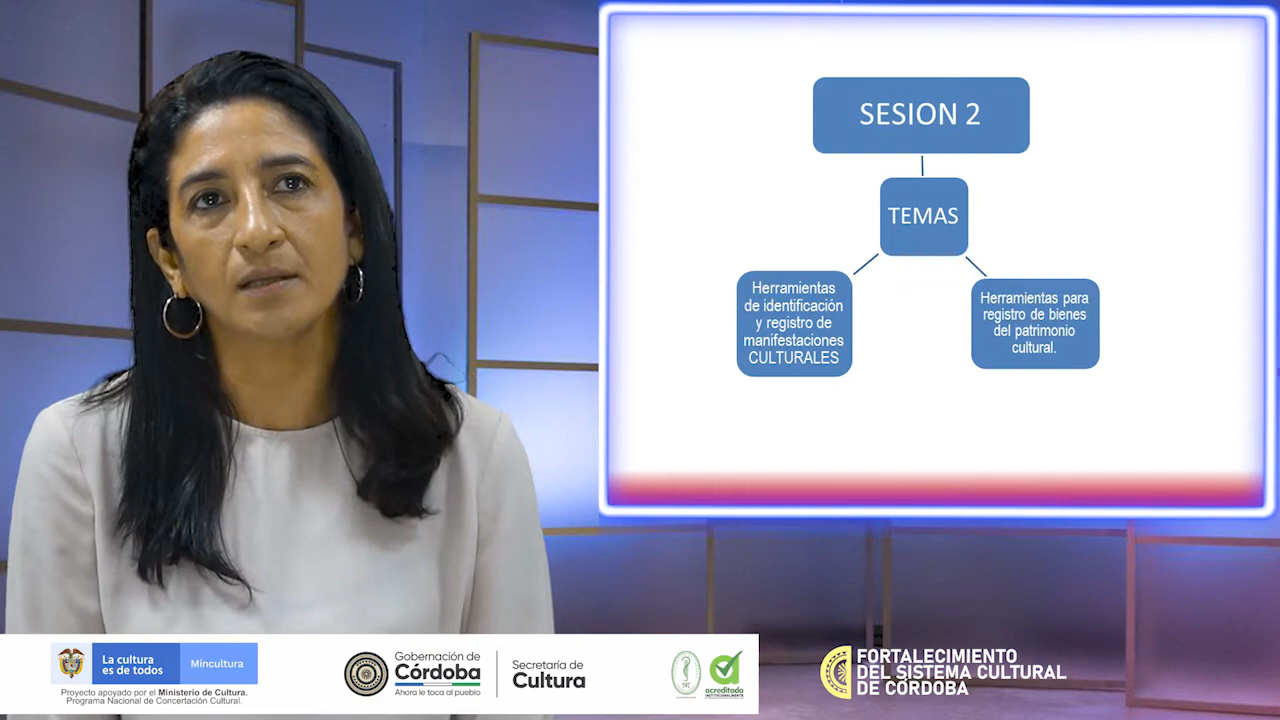 SESION 2
TEMAS
Herramientas
de identificación
y registro de
manifestaciones
CULTURALES
Herramientas para
registro de bienes
del patrimonio
cultural.
La cultura
es de todos
Mincultura
Proyecto apoyado por el Ministerio de Cultura.
Programa Nacional de Concertación Cultural.
Gobernación de
Córdoba
Ahora le toca al pueblo
Secretaría de
Cultura
acreditada
INSTITUCIONALMENTE
FORTALECIMIENTO
DEL SISTEMA CULTURAL
DE CÓRDOBA